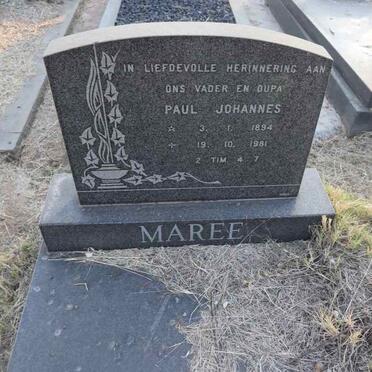 IN LIEFDEVOLLE HERINNERING AAN
ONS VADER EN OUPA
PAUL JOHANNES
☆ 3. 1. 1894
✝ 19. 10. 1981
2 TIM 4 7
MAREE